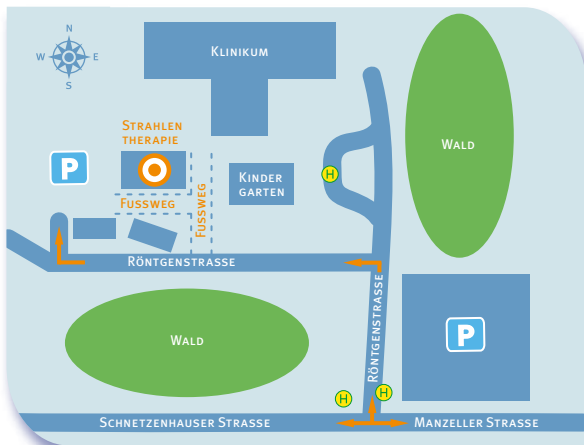 N
W E
S
KLINIKUM
STRAHLEN
THERAPIE
P
WALD
H
KINDER
GARTEN
FUSSWEG
FUSSWEG
RÖNTGENSTRASSE
RÖNTGENSTRASSE
P
WALD
H
H
SCHNETZENHAUSER STRASSE
MANZELLER STRASSE